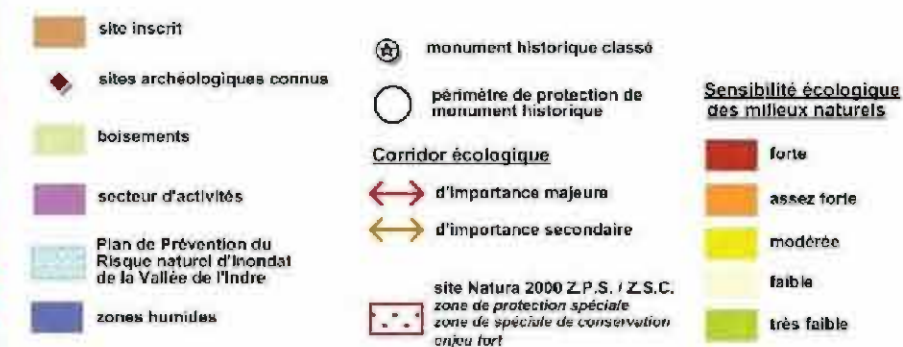 site inscrit
sites archéologiques connus
boisements
secteur d'activités
Plan de Prévention du
Risque naturel d'Inondat
de la Vallée de l'Indre
zones humides
monument historique classé
périmètre de protection de
monument historique
Corridor écologique
d'importance majeure
d'importance secondaire
site Natura 2000 Z.P.S. / Z.S.C.
zone de protection spéciale
zone de spéciale de conservation
enjeu fort
Sensibilité écologique
des milieux naturels
forte
assez forte
modérée
faible
très faible